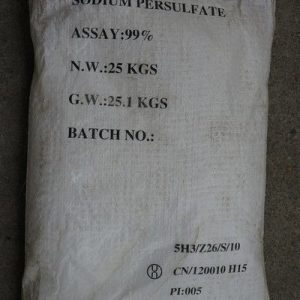 SODIUM PERSULFATE
ASSAY:99%
N.W.:25 KGS
G.W.:25.1 KGS
BATCH NO.:
5H3/Z26/S/10
CN/120010 H15
PI:005